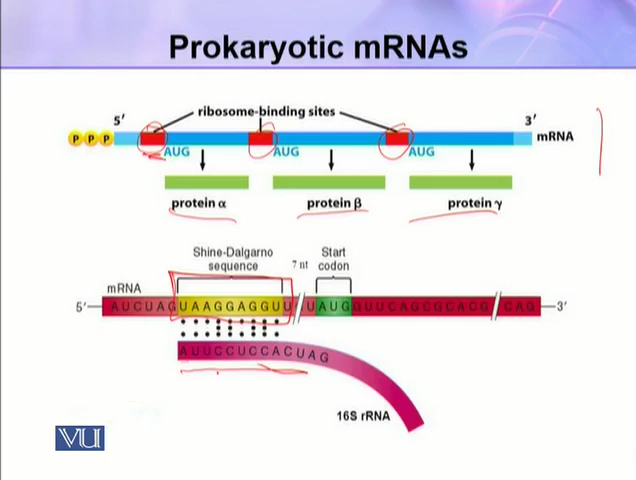 Prokaryotic mRNAs
ribosome-binding sites
5′
3′
P P P
mRNA
AUG
AUG
AUG
protein α
protein β
protein γ
Shine-Dalgarno
sequence
7 nt
Start
codon
mRNA
5′
AUCUAGUAAGGAGGUU
UAUGGUUCAGCGCACG
CAG
3′
AUUCCUCCACUAG
16S rRNA
VU